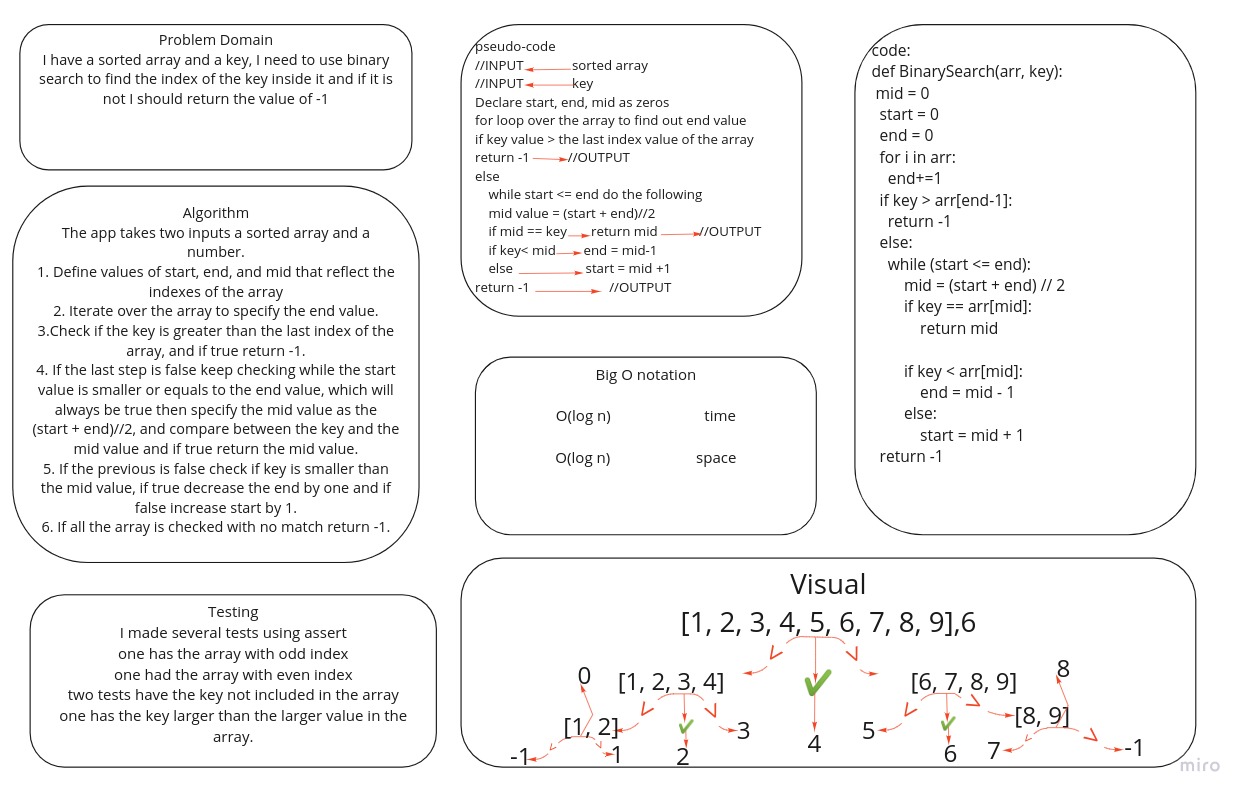 Problem Domain
I have a sorted array and a key, I need to use binary
search to find the index of the key inside it and if it is
not I should return the value of -1
Algorithm
The app takes two inputs a sorted array and a
number.
1. Define values of start, end, and mid that reflect the
indexes of the array
2. Iterate over the array to specify the end value.
3.Check if the key is greater than the last index of the
array, and if true return -1.
4. If the last step is false keep checking while the start
value is smaller or equals to the end value, which will
always be true then specify the mid value as the
(start + end)//2, and compare between the key and the
mid value and if true return the mid value.
5. If the previous is false check if key is smaller than
the mid value, if true decrease the end by one and if
false increase start by 1.
6. If all the array is checked with no match return -1.
Testing
I made several tests using assert
one has the array with odd index
one had the array with even index
two tests have the key not included in the array
one has the key larger than the larger value in the
array.
pseudo-code
//INPUT sorted array
//INPUT key
Declare start, end, mid as zeros
for loop over the array to find out end value
if key value > the last index value of the array
return -1 //OUTPUT
else
while start <= end do the following
mid value = (start + end)//2
if mid == key return mid //OUTPUT
if key< mid end = mid-1
else start = mid +1
return -1 //OUTPUT
Big O notation
O(log n) time
O(log n) space
code:
def BinarySearch(arr, key):
mid = 0
start = 0
end = 0
for i in arr:
end+=1
if key > arr[end-1]:
return -1
else:
while (start <= end):
mid = (start + end) // 2
if key == arr[mid]:
return mid
if key < arr[mid]:
end = mid - 1
else:
start = mid + 1
return -1
Visual
[1, 2, 3, 4, 5, 6, 7, 8, 9],6
< >
0 [1, 2, 3, 4] [6, 7, 8, 9] 8
< > < >
[1, 2] [8, 9]
< > < >
-1 1 2 3 4 5 6 7 -1
miro